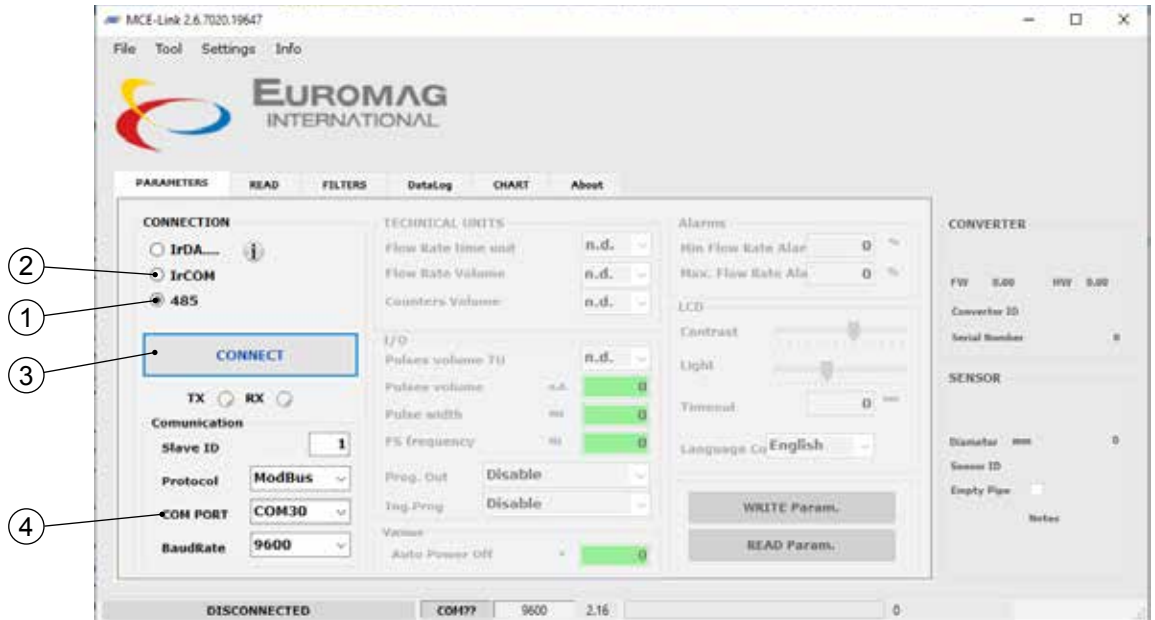 MCE-Link 2.6.7020.19647
File Tool Settings Info
EUROMAG
INTERNATIONAL
PARAMETERS READ FILTERS DataLog CHART About
CONNECTION
IrDA....
2
IrCOM
1
485
3
CONNECT
TX RX
Comunication
Slave ID 1
Protocol ModBus
4
COM PORT COM30
BaudRate 9600
TECHNICAL UNITS
Flow Rate time unit n.d.
Flow Rate Volume n.d.
Counters Volume n.d.
I/O
Pulses volume TU n.d.
Pulses volume n.d. 0
Pulse width ms 0
FS frequency Hz 0
Prog. Out Disable
Ing.Prog Disable
Various
Auto Power Off 0
Alarms
Min Flow Rate Alar 0 %
Max. Flow Rate Ala 0 %
LCD
Contrast
Light
Timeout 0
Language Co English
WRITE Param.
READ Param.
CONVERTER
FW 0.00 HW 0.00
Converter ID
Serial Number 0
SENSOR
Diameter mm 0
Sensor ID
Empty Pipe
Notes
DISCONNECTED COM?? 9600 2.16 0